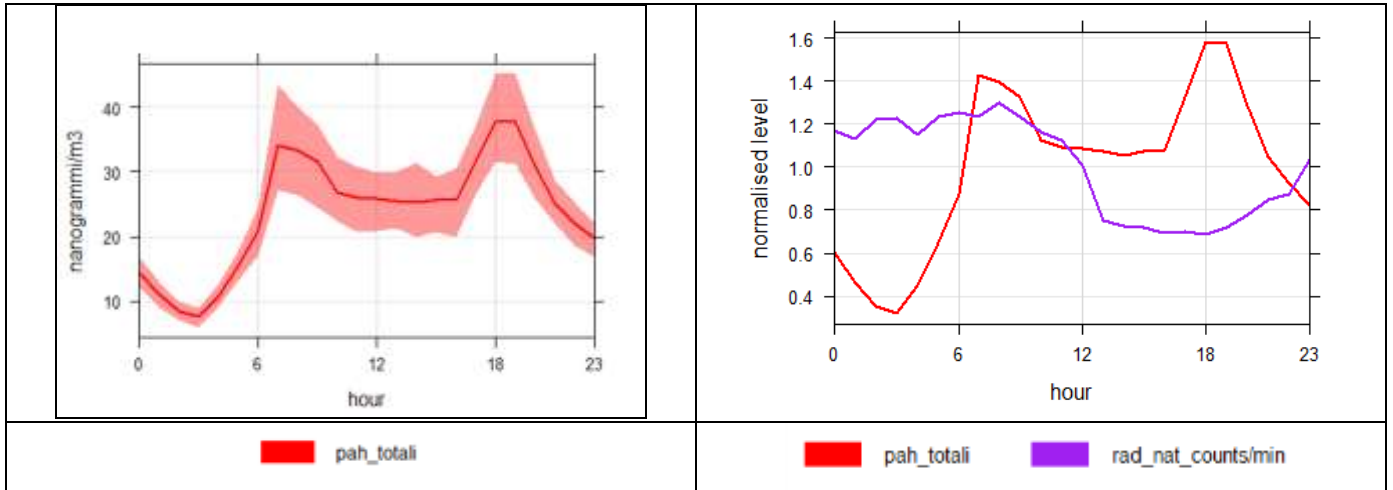 40
30
20
10
nanogrammi/m3
0 6 12 18 23
hour
pah_totali
1.6
1.4
1.2
1.0
0.8
0.6
0.4
normalised level
0 6 12 18 23
hour
pah_totali rad_nat_counts/min